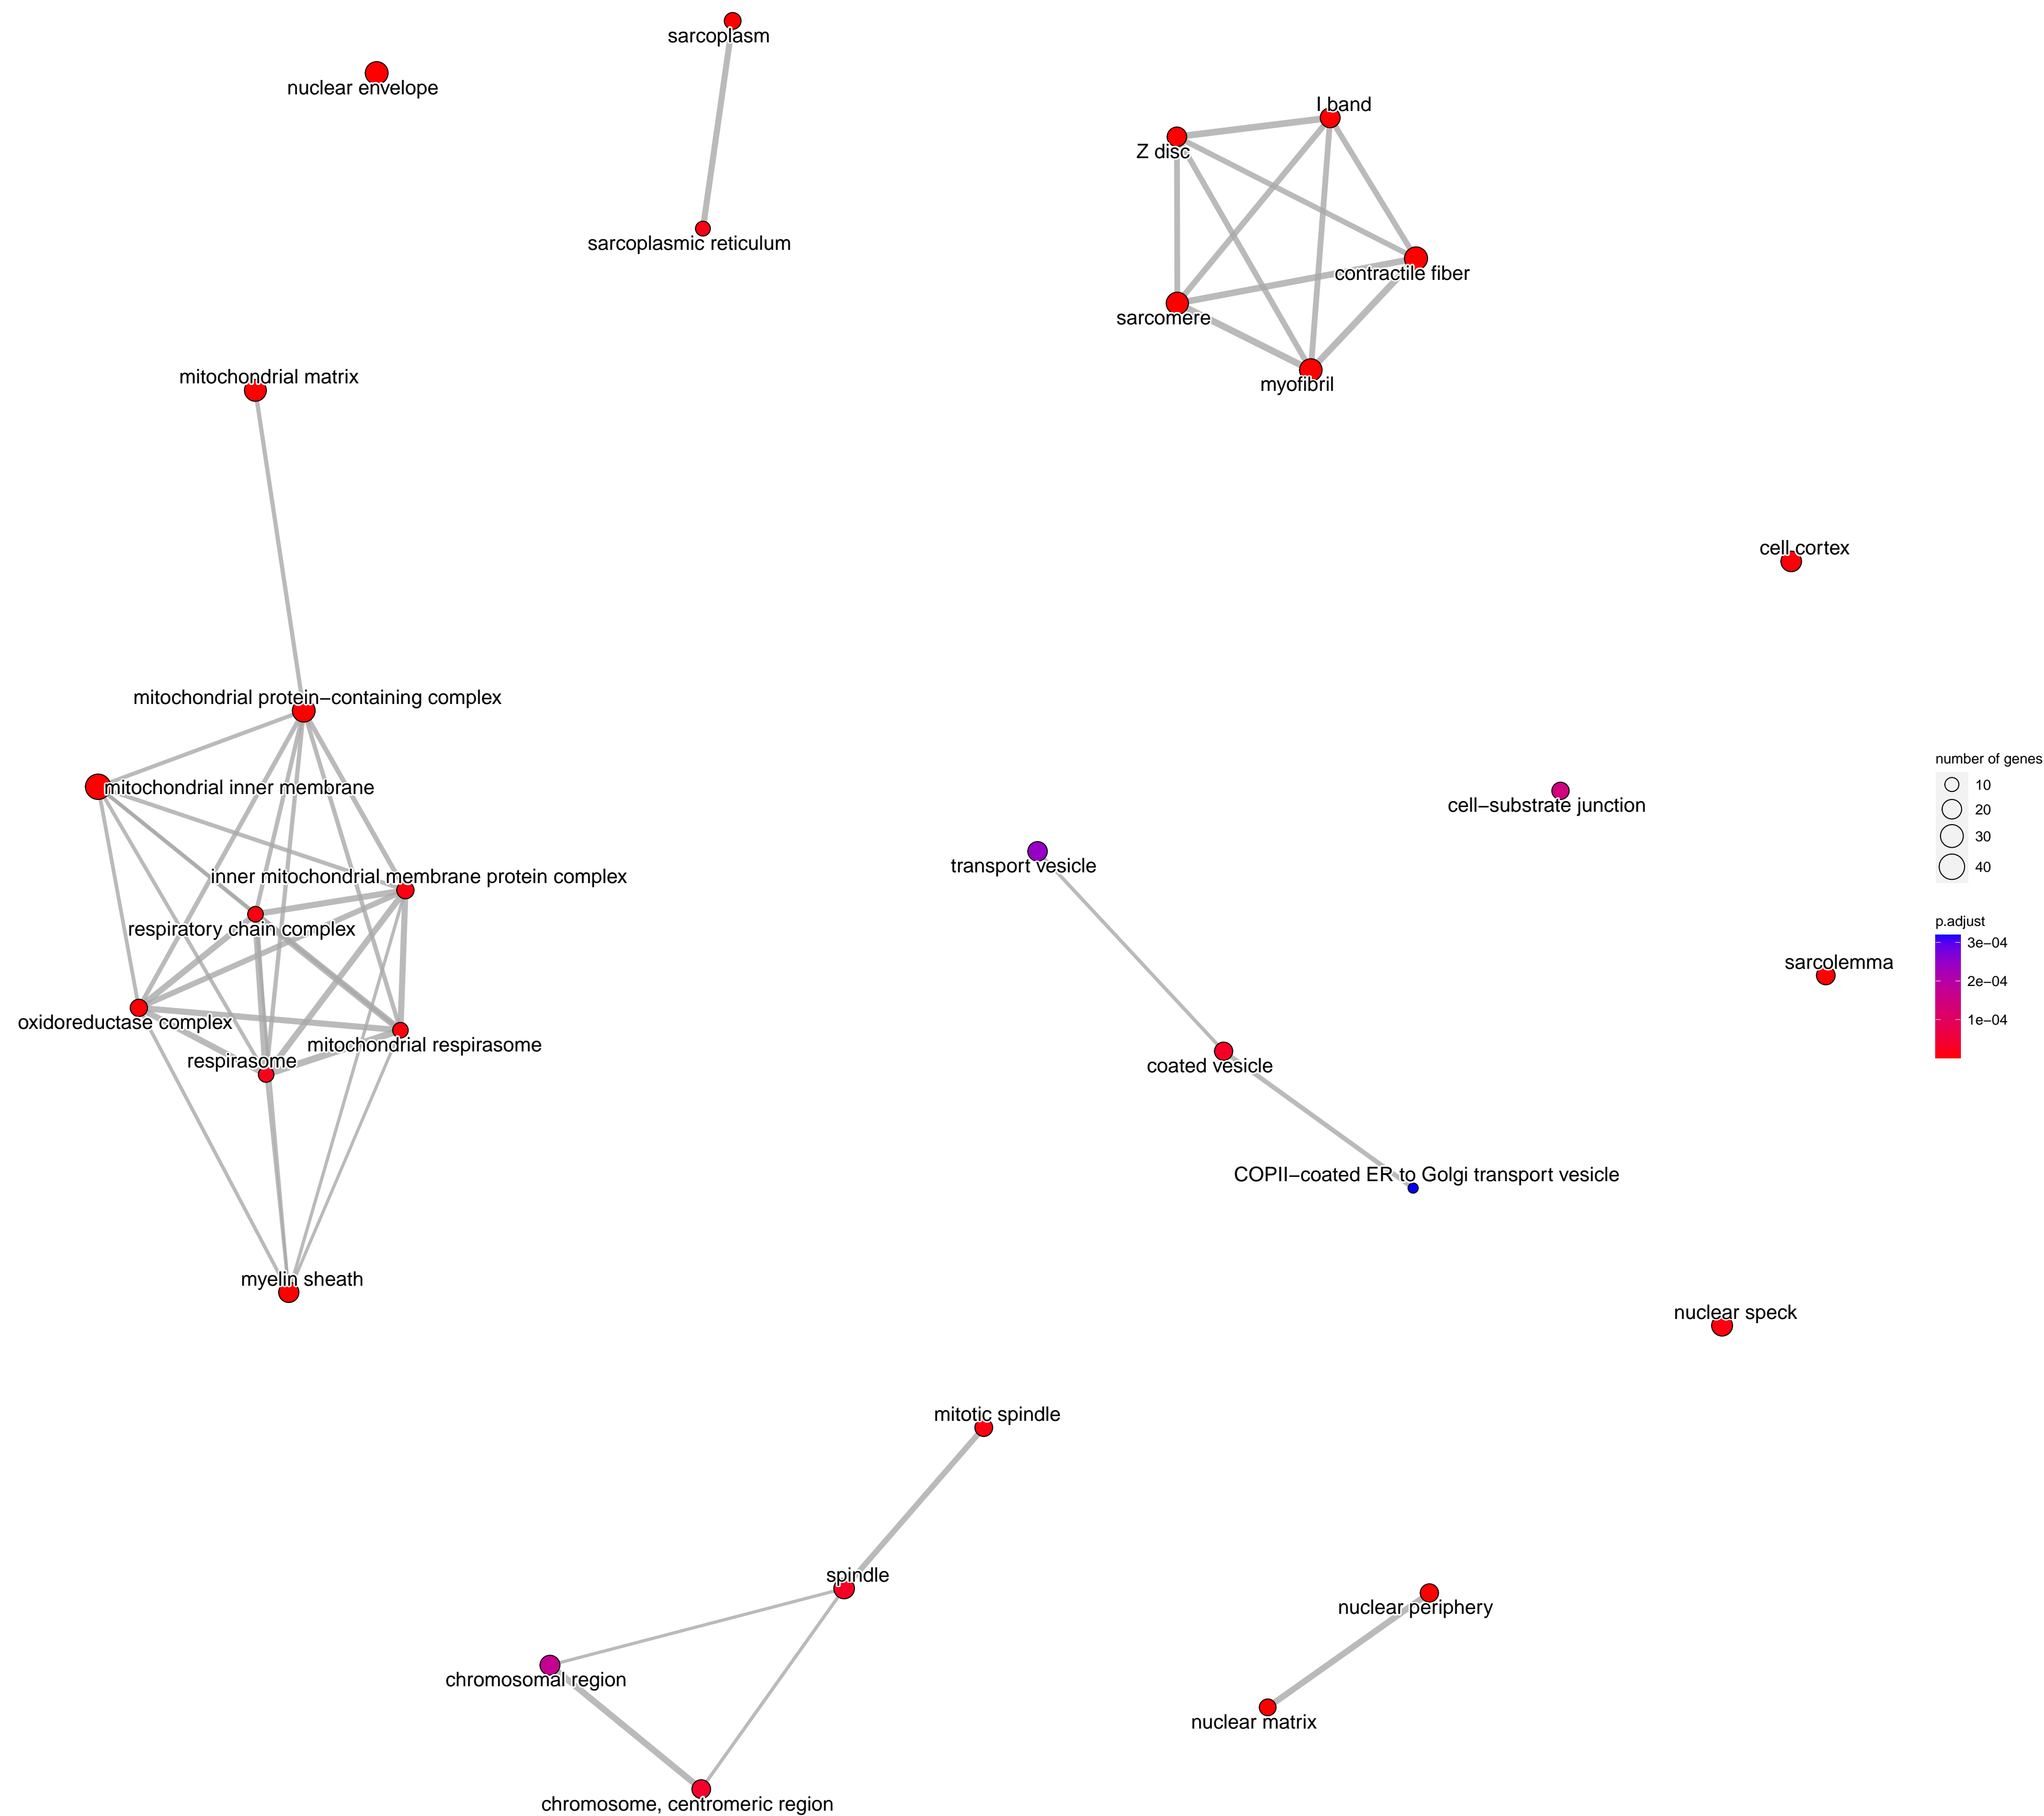 sarcoplasm
nuclear envelope
I band
Z disc
sarcoplasmic reticulum
contractile fiber
sarcomere
mitochondrial matrix
myofibril
cell cortex
mitochondrial protein−containing complex
number of genes
mitochondrial inner membrane
10
cell−substrate junction
20
30
transport vesicle
40
inner mitochondrial membrane protein complex
p.adjust
respiratory chain complex
3e−04
sarcolemma
2e−04
oxidoreductase complex
1e−04
mitochondrial respirasome
respirasome
coated vesicle
COPII−coated ER to Golgi transport vesicle
myelin sheath
nuclear speck
mitotic spindle
spindle
nuclear periphery
chromosomal region
nuclear matrix
chromosome, centromeric region